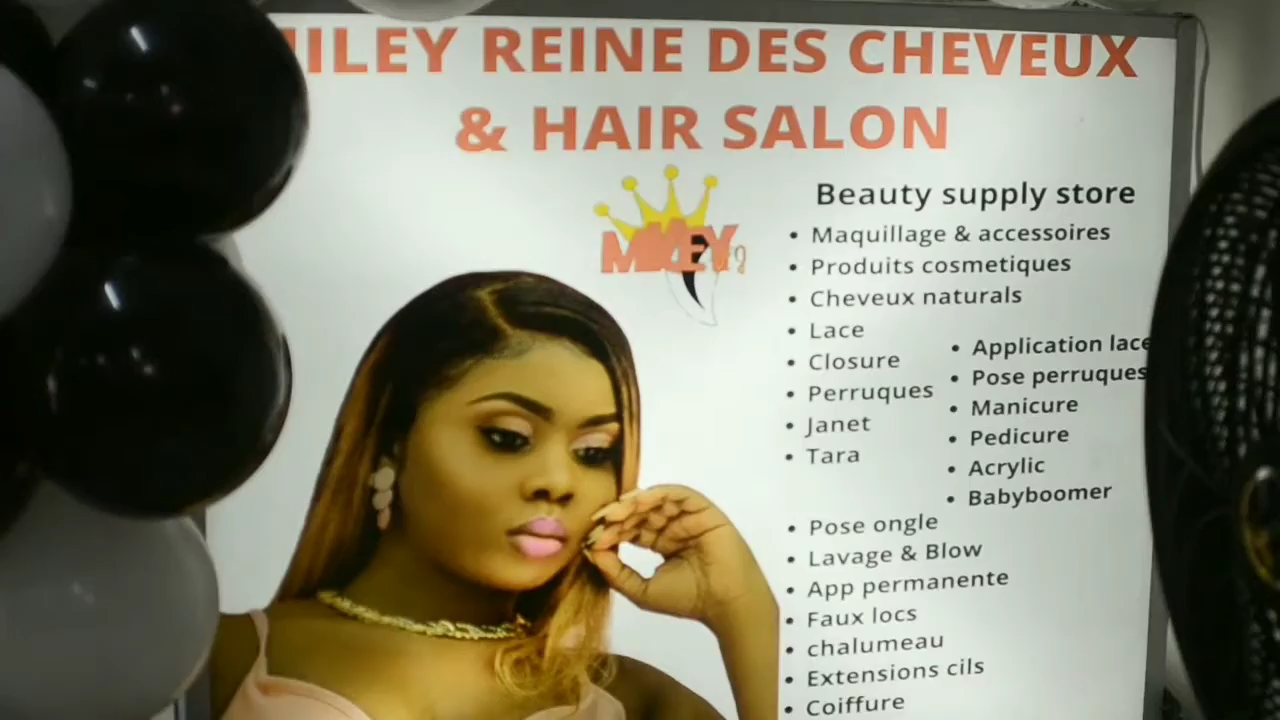 ILEY REINE DES CHEVEUX
& HAIR SALON
Beauty supply store
• Maquillage & accessoires
• Produits cosmetiques
• Cheveux naturals
• Lace
• Closure
• Perruques
• Janet
• Tara
• Application lace
• Pose perruques
• Manicure
• Pedicure
• Acrylic
• Babyboomer
• Pose ongle
• Lavage & Blow
• App permanente
• Faux locs
• chalumeau
• Extensions cils
• Coiffure